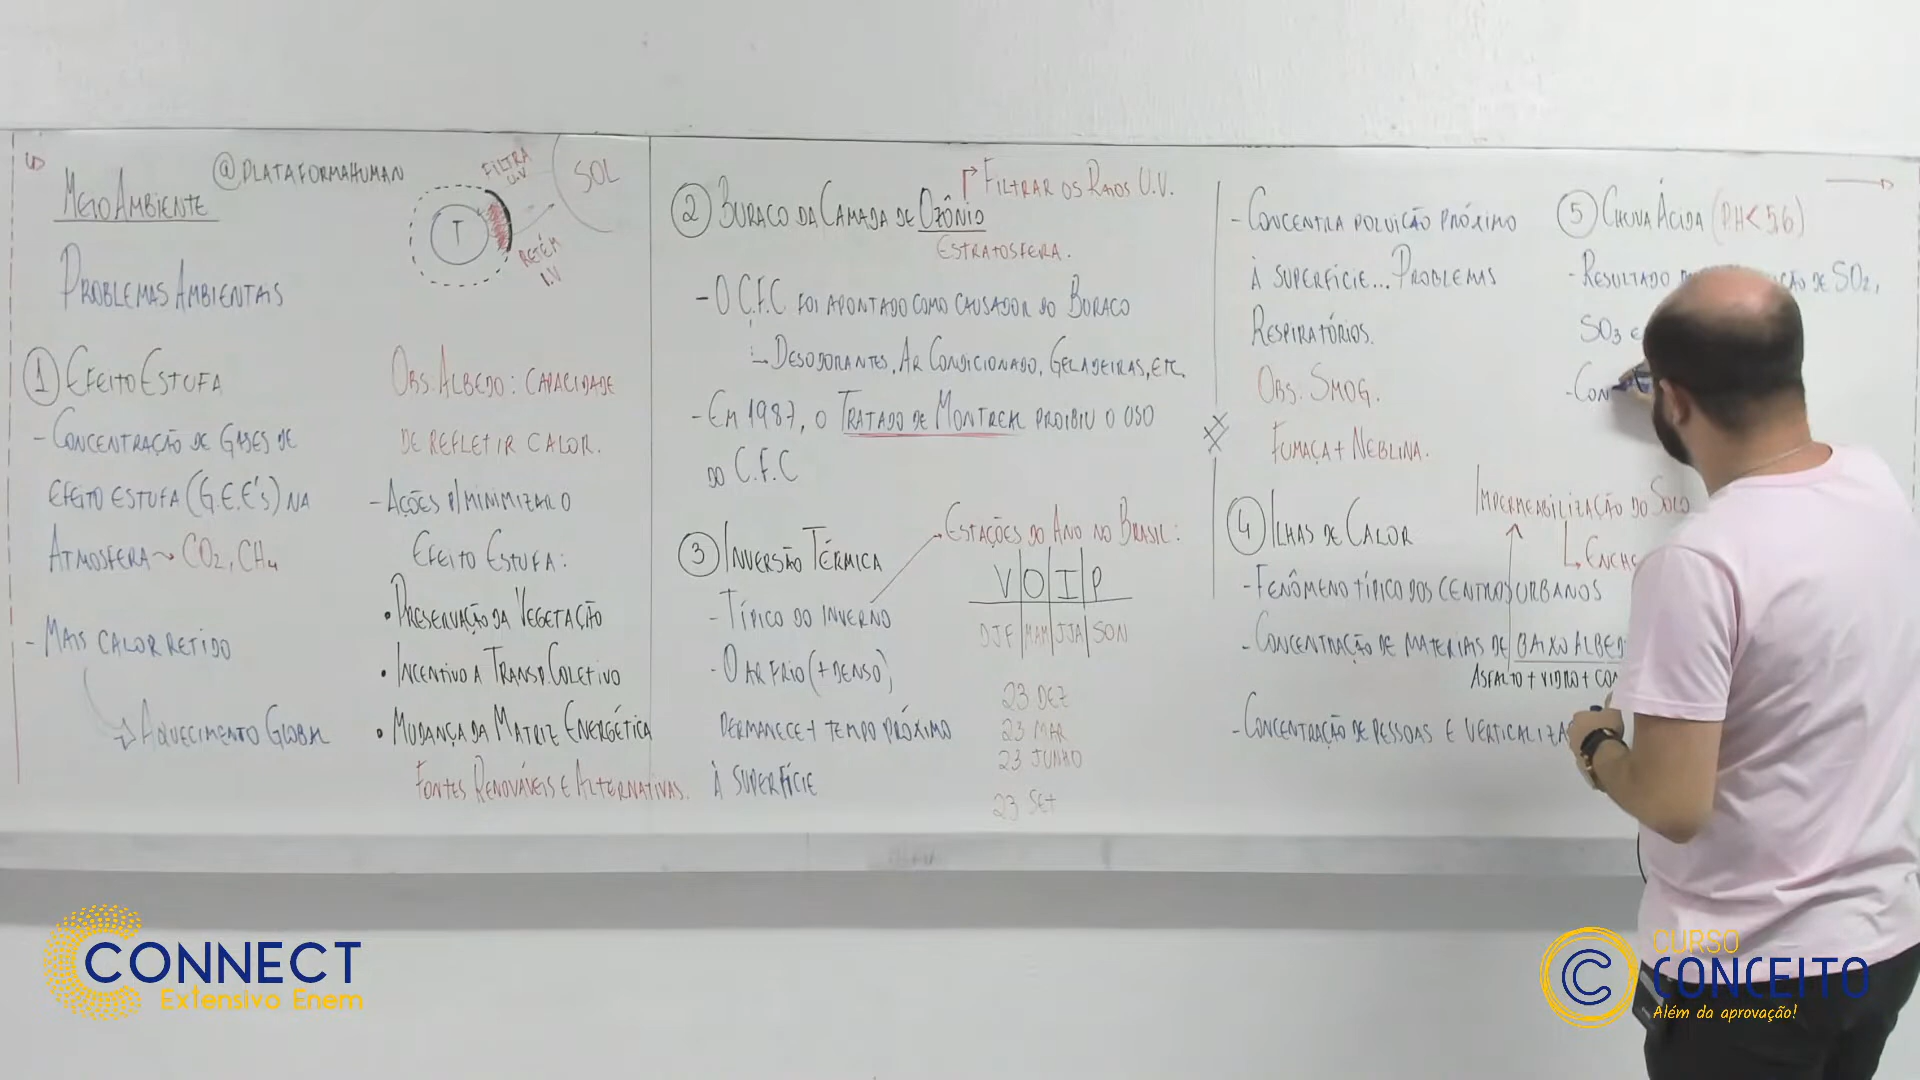 @PLATAFORMAHUMAN
MEIO AMBIENTE
PROBLEMAS AMBIENTAIS
FILTRA
U.V
SOL
T
RETÉM
I.V
① EFEITO ESTUFA
- CONCENTRAÇÃO DE GASES DE
EFEITO ESTUFA (G.E.E's) NA
ATMOSFERA → CO2, CH4
- MAIS CALOR RETIDO
AQUECIMENTO GLOBAL
OBS. ALBEDO: CAPACIDADE
DE REFLETIR CALOR.
- AÇÕES P/ MINIMIZAR O
EFEITO ESTUFA:
• PRESERVAÇÃO DA VEGETAÇÃO
• INCENTIVO A TRANSP. COLETIVO
• MUDANÇA DA MATRIZ ENERGÉTICA
FONTES RENOVÁVEIS E ALTERNATIVAS.
② BURACO DA CAMADA DE OZÔNIO
FILTRAR OS RAIOS U.V.
ESTRATOSFERA.
- O C.F.C FOI APONTADO COMO CAUSADOR DO BURACO
DESODORANTES, AR CONDICIONADO, GELADEIRAS, ETC.
- EM 1987, O TRATADO DE MONTREAL PROIBIU O USO
DO C.F.C
③ INVERSÃO TÉRMICA
- TÍPICO DO INVERNO
- O AR FRIO (+DENSO)
PERMANECE + TEMPO PRÓXIMO
À SUPERFÍCIE
ESTAÇÕES DO ANO NO BRASIL:
V | O | I | P
DJF | MAM | JJA | SON
23 DEZ
23 MAR
23 JUNHO
23 SET
- CONCENTRA POLUIÇÃO PRÓXIMO
À SUPERFÍCIE... PROBLEMAS
RESPIRATÓRIOS.
OBS. SMOG.
FUMAÇA + NEBLINA.
④ ILHAS DE CALOR
IMPERMEABILIZAÇÃO DO SOLO
ENCHE
- FENÔMENO TÍPICO DOS CENTROS URBANOS
- CONCENTRAÇÃO DE MATERIAIS DE BAIXO ALBED
ASFALTO + VIDRO + CON
- CONCENTRAÇÃO DE PESSOAS E VERTICALIZA
⑤ CHUVA ÁCIDA (PH < 5,6)
- RESULTADO DE SO2,
SO3 E
- CON
CONNECT
Extensivo Enem
CURSO
CONCEITO
Além da aprovação!